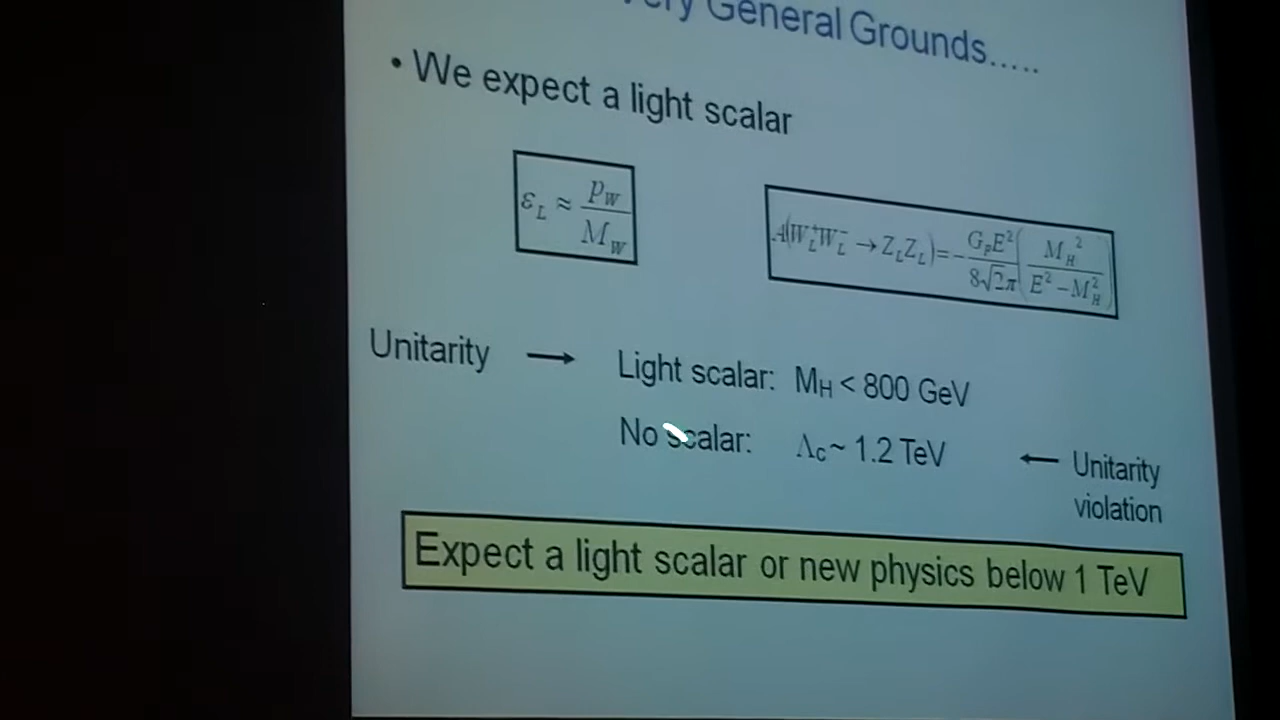 ery General Grounds.....
• We expect a light scalar
ε_L ≈ p_W / M_W
A(W_L^+ W_L^- → Z_L Z_L) = - G_F E^2 / 8√2π ( M_H^2 / E^2 - M_H^2 )
Unitarity → Light scalar: M_H < 800 GeV
No scalar: Λ_C ~ 1.2 TeV ← Unitarity
violation
Expect a light scalar or new physics below 1 TeV